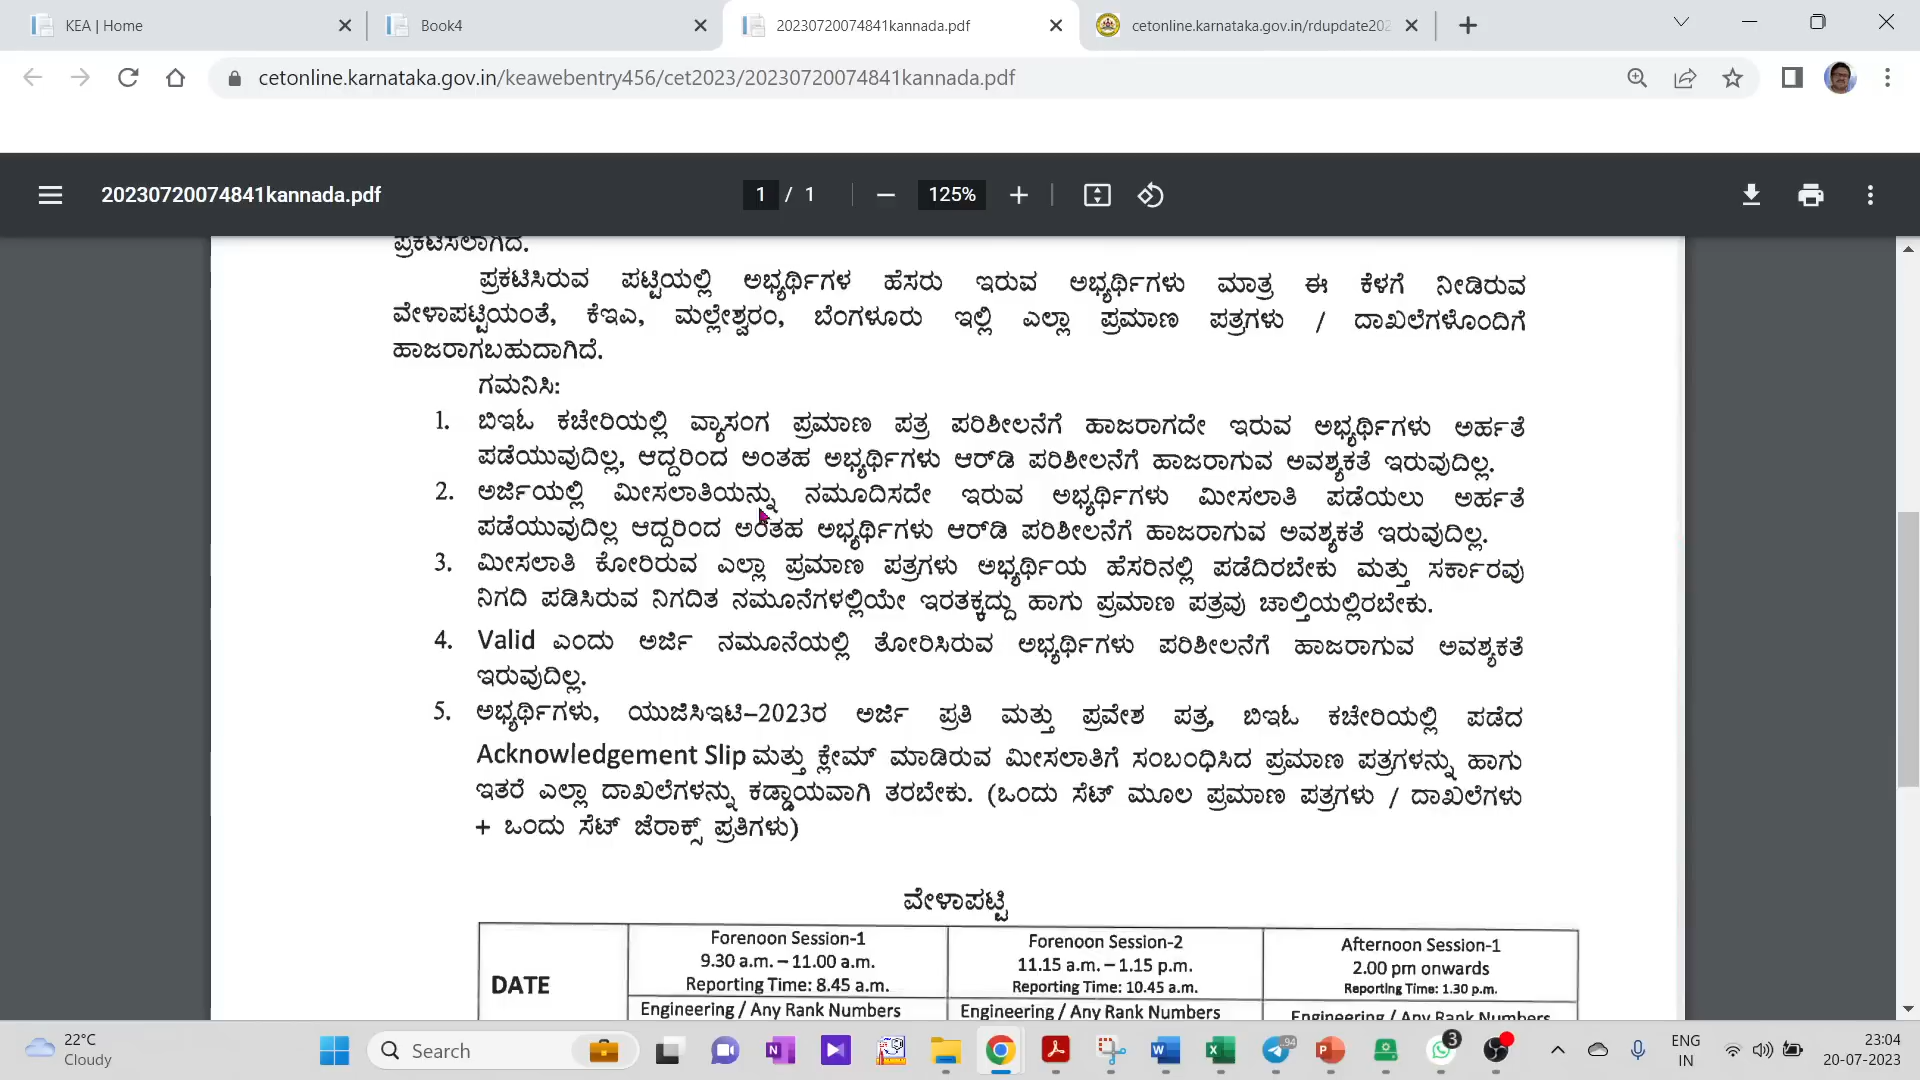 KEA | Home
Book4
20230720074841kannada.pdf
cetonline.karnataka.gov.in/rdupdate202
cetonline.karnataka.gov.in/keawebentry456/cet2023/20230720074841kannada.pdf
20230720074841kannada.pdf
1 / 1
125%
ಪ್ರಕಟಿಸಲಾಗಿದೆ.
ಪ್ರಕಟಿಸಿರುವ ಪಟ್ಟಿಯಲ್ಲಿ ಅಭ್ಯರ್ಥಿಗಳ ಹೆಸರು ಇರುವ ಅಭ್ಯರ್ಥಿಗಳು ಮಾತ್ರ ಈ ಕೆಳಗೆ ನೀಡಿರುವ
ವೇಳಾಪಟ್ಟಿಯಂತೆ, ಕೆಇಎ, ಮಲ್ಲೇಶ್ವರಂ, ಬೆಂಗಳೂರು ಇಲ್ಲಿ ಎಲ್ಲಾ ಪ್ರಮಾಣ ಪತ್ರಗಳು / ದಾಖಲೆಗಳೊಂದಿಗೆ
ಹಾಜರಾಗಬಹುದಾಗಿದೆ.
ಗಮನಿಸಿ:
1. ಬಿಇಓ ಕಚೇರಿಯಲ್ಲಿ ವ್ಯಾಸಂಗ ಪ್ರಮಾಣ ಪತ್ರ ಪರಿಶೀಲನೆಗೆ ಹಾಜರಾಗದೇ ಇರುವ ಅಭ್ಯರ್ಥಿಗಳು ಅರ್ಹತೆ
ಪಡೆಯುವುದಿಲ್ಲ, ಆದ್ದರಿಂದ ಅಂತಹ ಅಭ್ಯರ್ಥಿಗಳು ಆರ್‌ಡಿ ಪರಿಶೀಲನೆಗೆ ಹಾಜರಾಗುವ ಅವಶ್ಯಕತೆ ಇರುವುದಿಲ್ಲ.
2. ಅರ್ಜಿಯಲ್ಲಿ ಮೀಸಲಾತಿಯನ್ನು ನಮೂದಿಸದೇ ಇರುವ ಅಭ್ಯರ್ಥಿಗಳು ಮೀಸಲಾತಿ ಪಡೆಯಲು ಅರ್ಹತೆ
ಪಡೆಯುವುದಿಲ್ಲ ಆದ್ದರಿಂದ ಅಂತಹ ಅಭ್ಯರ್ಥಿಗಳು ಆರ್‌ಡಿ ಪರಿಶೀಲನೆಗೆ ಹಾಜರಾಗುವ ಅವಶ್ಯಕತೆ ಇರುವುದಿಲ್ಲ.
3. ಮೀಸಲಾತಿ ಕೋರಿರುವ ಎಲ್ಲಾ ಪ್ರಮಾಣ ಪತ್ರಗಳು ಅಭ್ಯರ್ಥಿಯ ಹೆಸರಿನಲ್ಲಿ ಪಡೆದಿರಬೇಕು ಮತ್ತು ಸರ್ಕಾರವು
ನಿಗದಿ ಪಡಿಸಿರುವ ನಿಗದಿತ ನಮೂನೆಗಳಲ್ಲಿಯೇ ಇರತಕ್ಕದ್ದು ಹಾಗು ಪ್ರಮಾಣ ಪತ್ರವು ಚಾಲ್ತಿಯಲ್ಲಿರಬೇಕು.
4. Valid ಎಂದು ಅರ್ಜಿ ನಮೂನೆಯಲ್ಲಿ ತೋರಿಸಿರುವ ಅಭ್ಯರ್ಥಿಗಳು ಪರಿಶೀಲನೆಗೆ ಹಾಜರಾಗುವ ಅವಶ್ಯಕತೆ
ಇರುವುದಿಲ್ಲ.
5. ಅಭ್ಯರ್ಥಿಗಳು, ಯುಜಿಸಿಇಟಿ–2023ರ ಅರ್ಜಿ ಪ್ರತಿ ಮತ್ತು ಪ್ರವೇಶ ಪತ್ರ, ಬಿಇಓ ಕಚೇರಿಯಲ್ಲಿ ಪಡೆದ
Acknowledgement Slip ಮತ್ತು ಕ್ಲೇಮ್ ಮಾಡಿರುವ ಮೀಸಲಾತಿಗೆ ಸಂಬಂಧಿಸಿದ ಪ್ರಮಾಣ ಪತ್ರಗಳನ್ನು ಹಾಗು
ಇತರೆ ಎಲ್ಲಾ ದಾಖಿಲೆಗಳನ್ನು ಕಡ್ಡಾಯವಾಗಿ ತರಬೇಕು. (ಒಂದು ಸೆಟ್ ಮೂಲ ಪ್ರಮಾಣ ಪತ್ರಗಳು / ದಾಖಿಲೆಗಳು
+ ಒಂದು ಸೆಟ್ ಜೆರಾಕ್ಸ್ ಪ್ರತಿಗಳು)
ವೇಳಾಪಟ್ಟಿ
DATE
Forenoon Session-1
9.30 a.m. – 11.00 a.m.
Reporting Time: 8.45 a.m.
Forenoon Session-2
11.15 a.m. – 1.15 p.m.
Reporting Time: 10.45 a.m.
Afternoon Session-1
2.00 pm onwards
Reporting Time: 1.30 p.m.
Engineering / Any Rank Numbers
Engineering / Any Rank Numbers
Engineering / Any Rank Numbers
22°C
Cloudy
Search
94
3
ENG
IN
23:04
20-07-2023